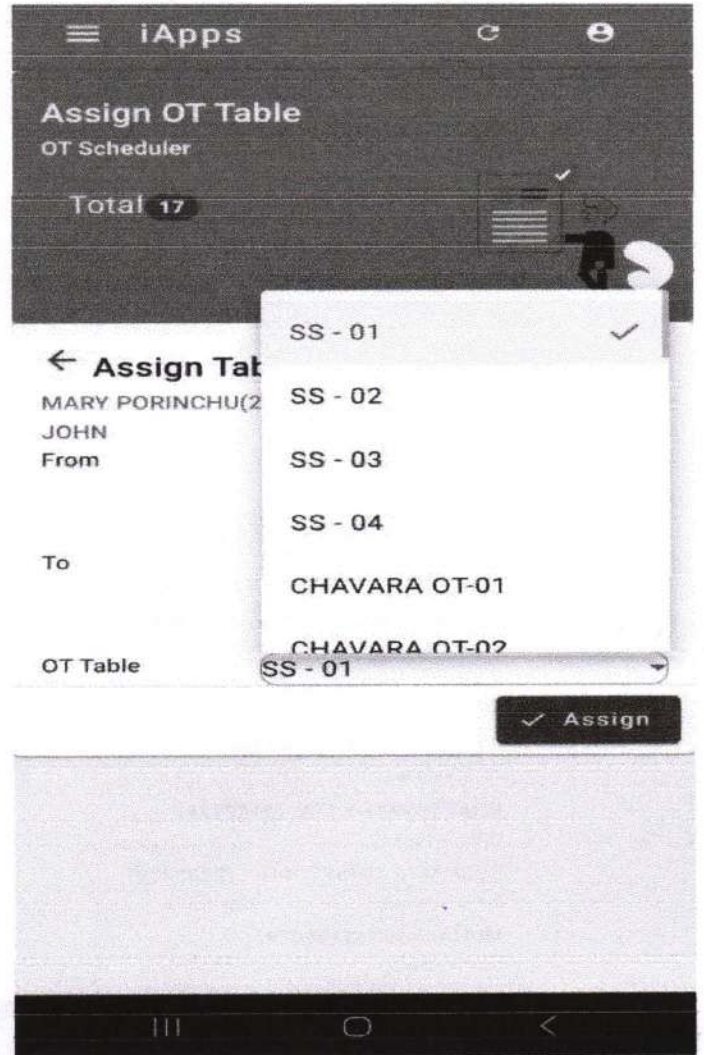 iApps
Assign OT Table
OT Scheduler
Total 17
SS - 01
← Assign Tab
SS - 02
MARY PORINCHU(2
JOHN
From
SS - 03
SS - 04
To
CHAVARA OT-01
CHAVARA OT-02
OT Table
SS - 01
Assign